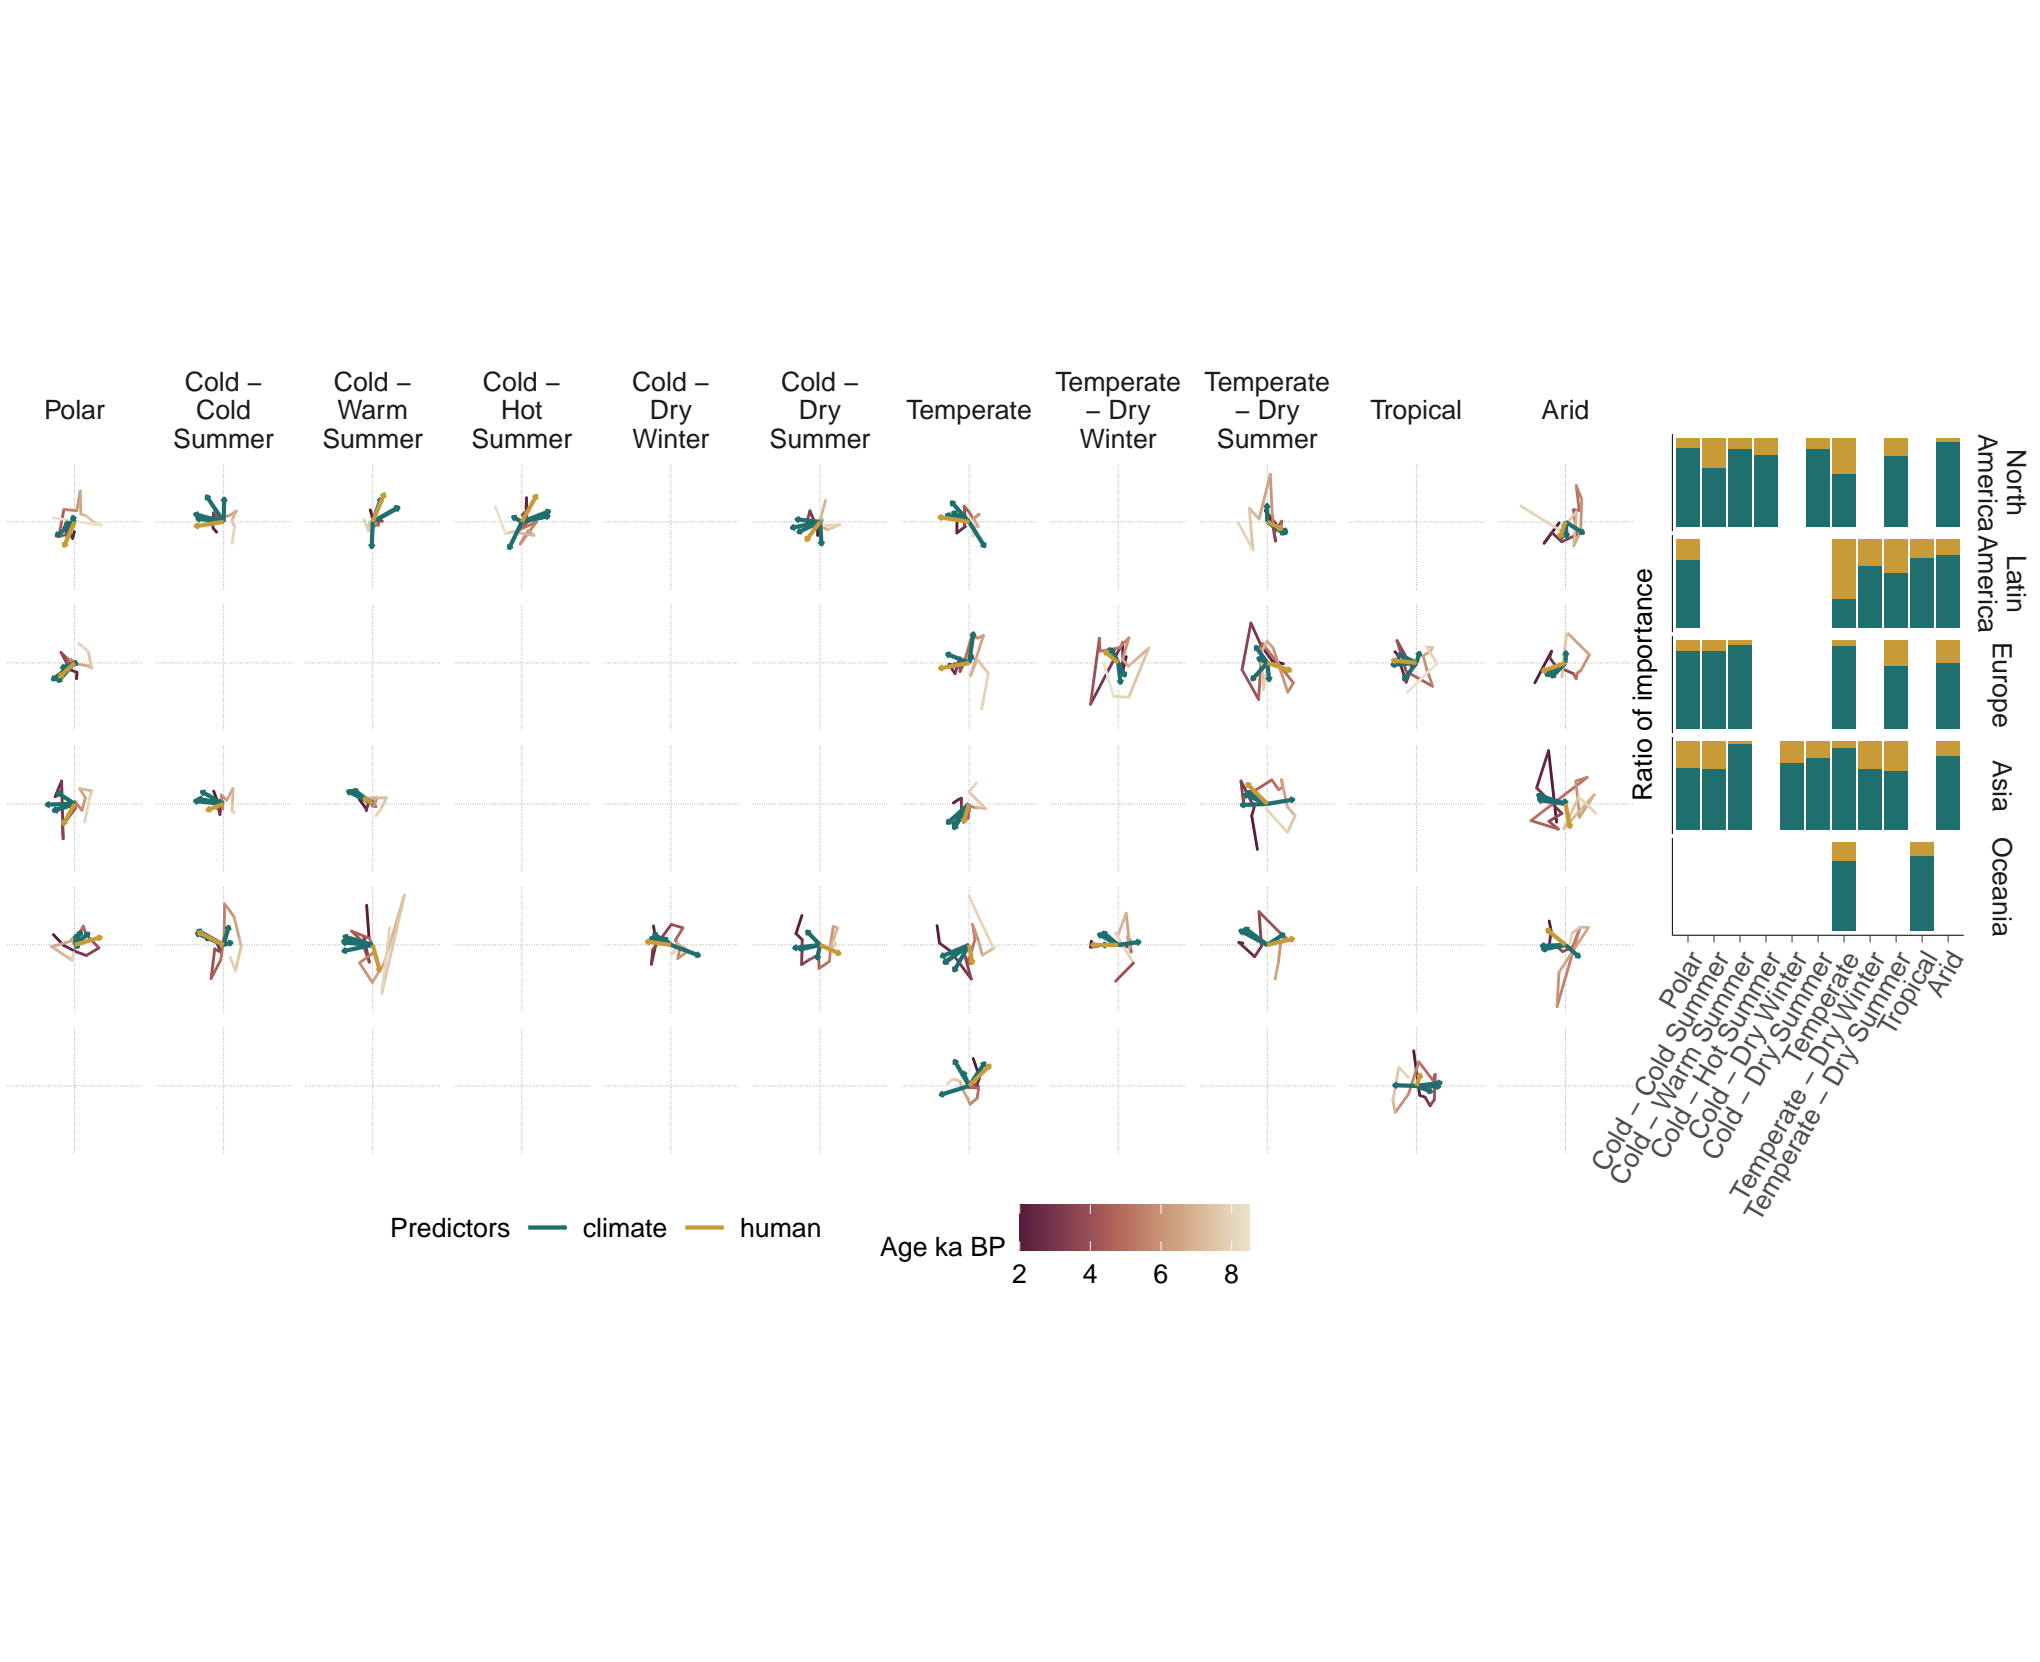 Polar
Cold –
Cold
Summer
Cold –
Warm
Summer
Cold –
Hot
Summer
Cold –
Dry
Winter
Cold –
Dry
Summer
Temperate
Temperate
– Dry
Winter
Temperate
– Dry
Summer
Tropical
Arid
Ratio of importance
North
America
Latin
America
Europe
Asia
Oceania
Polar
Cold – Cold Summer
Cold – Warm Summer
Cold – Hot Summer
Cold – Dry Winter
Cold – Dry Summer
Temperate
Temperate – Dry Winter
Temperate – Dry Summer
Tropical
Arid
Predictors climate human
Age ka BP
2 4 6 8